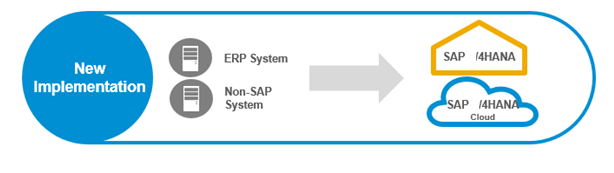 New
Implementation
ERP System
Non-SAP
System
SAP /4HANA
SAP /4HANA
Cloud